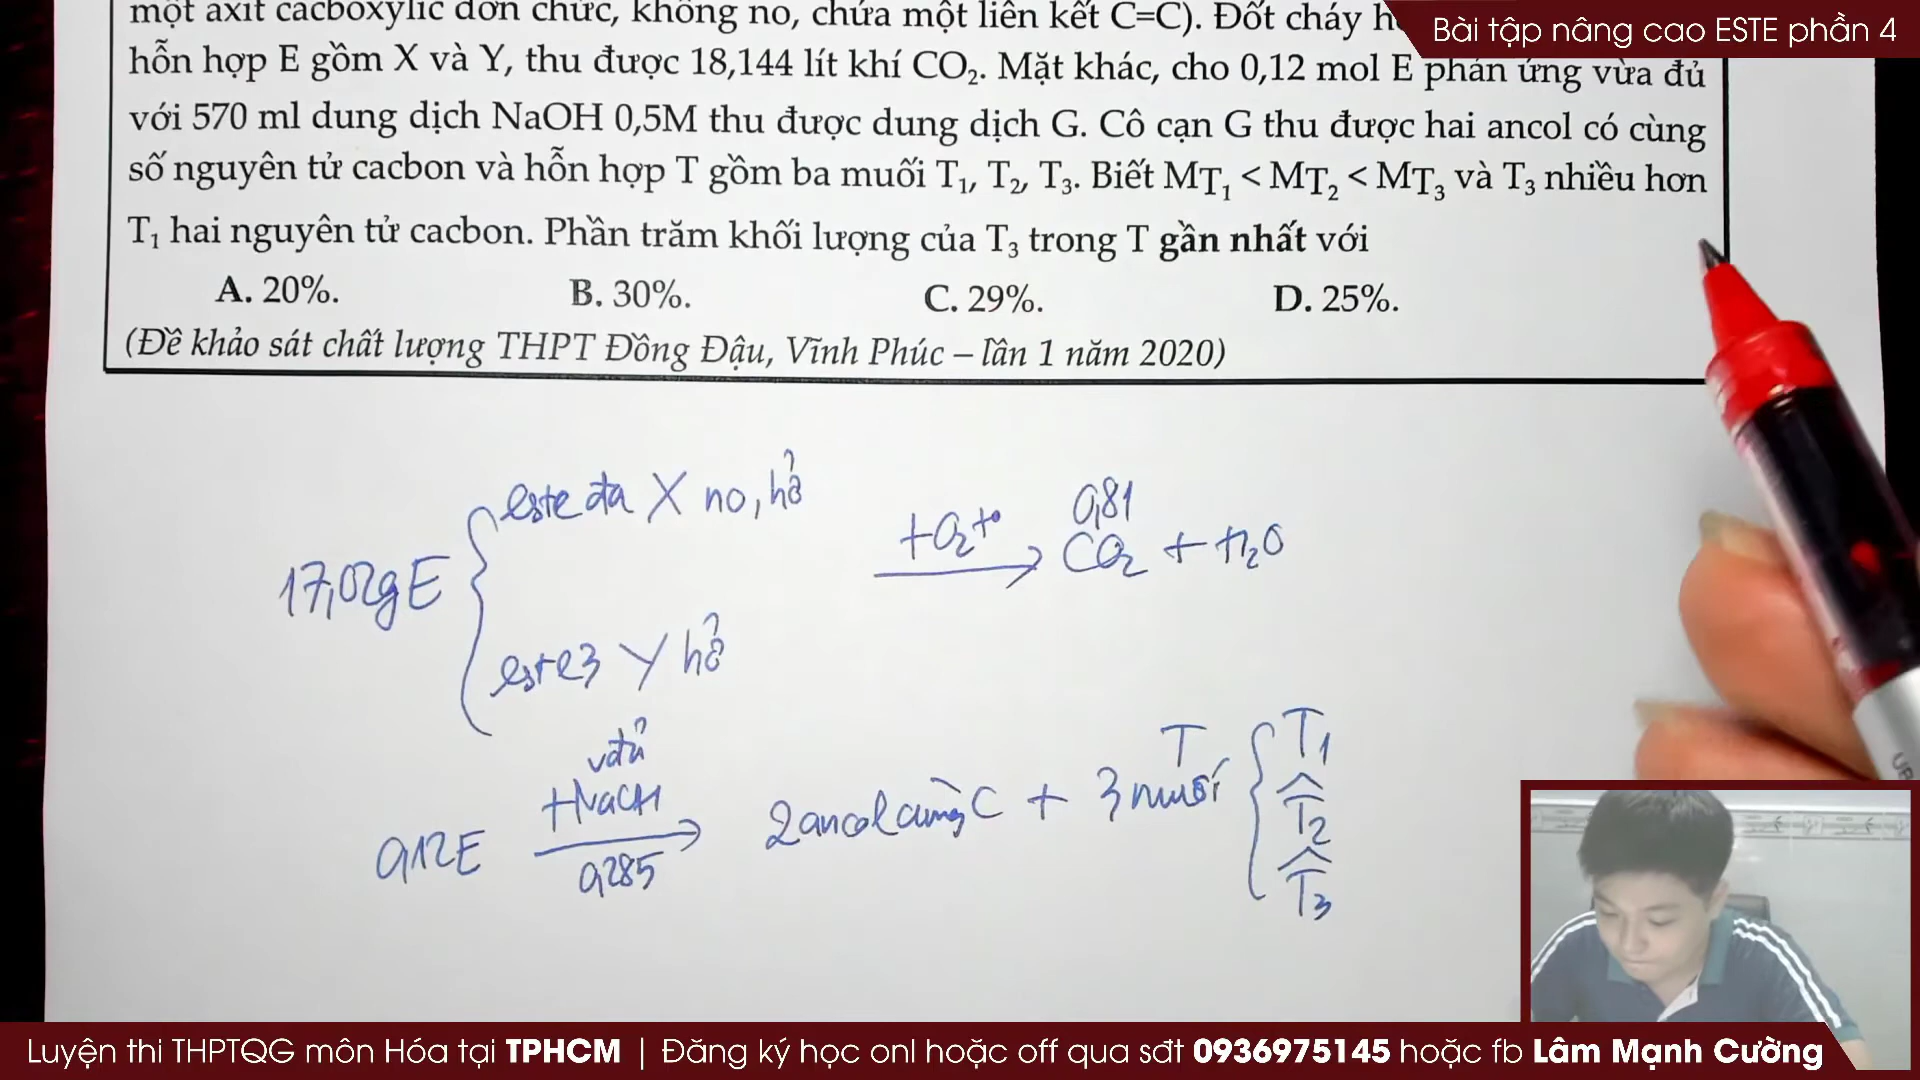 Bài tập nâng cao ESTE phần 4
một axit cacboxylic đơn chức, không no, chứa một liên kết C=C). Đốt cháy
hỗn hợp E gồm X và Y, thu được 18,144 lít khí CO₂. Mặt khác, cho 0,12 mol E phản ứng vừa đủ
với 570 ml dung dịch NaOH 0,5M thu được dung dịch G. Cô cạn G thu được hai ancol có cùng
số nguyên tử cacbon và hỗn hợp T gồm ba muối T₁, T₂, T₃. Biết MT₁ < MT₂ < MT₃ và T₃ nhiều hơn
T₁ hai nguyên tử cacbon. Phần trăm khối lượng của T₃ trong T gần nhất với
A. 20%. B. 30%. C. 29%. D. 25%.
(Đề khảo sát chất lượng THPT Đồng Đậu, Vĩnh Phúc – lần 1 năm 2020)
este đa X no, hở
17,02g E
+O₂ t° 0,81
CO₂ + H₂O
este3 Y hở
vđủ
+NaOH
0,12 E
0,285
2 ancol cùng C + 3 muối
T
T₁
T₂
T₃
UB
Luyện thi THPTQG môn Hóa tại TPHCM | Đăng ký học onl hoặc off qua sđt 0936975145 hoặc fb Lâm Mạnh Cường